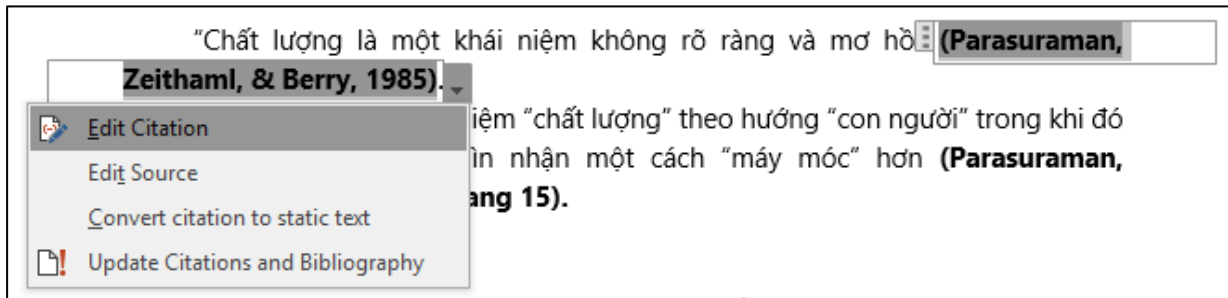 "Chất lượng là một khái niệm không rõ ràng và mơ hồ (Parasuraman,
Zeithaml, & Berry, 1985).
Edit Citation
Edit Source
Convert citation to static text
Update Citations and Bibliography
iệm "chất lượng" theo hướng "con người" trong khi đó
ìn nhận một cách "máy móc" hơn (Parasuraman,
ang 15).